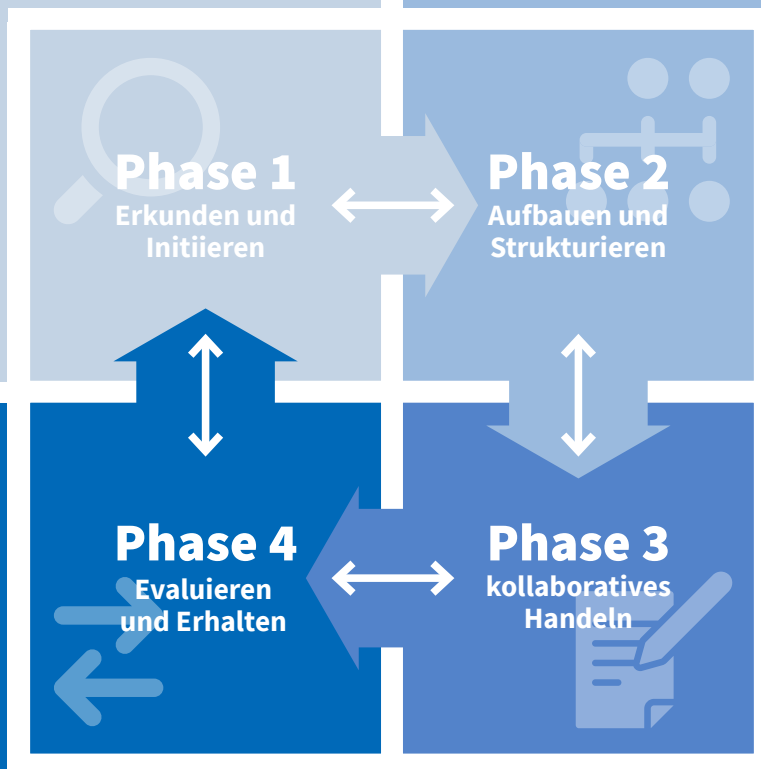 Phase 1
Erkunden und
Initiieren
Phase 2
Aufbauen und
Strukturieren
Phase 3
kollaboratives
Handeln
Phase 4
Evaluieren
und Erhalten